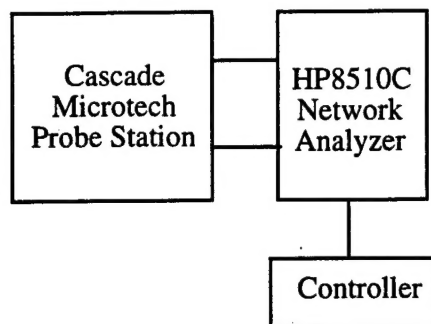 Cascade
Microtech
Probe Station
HP8510C
Network
Analyzer
Controller